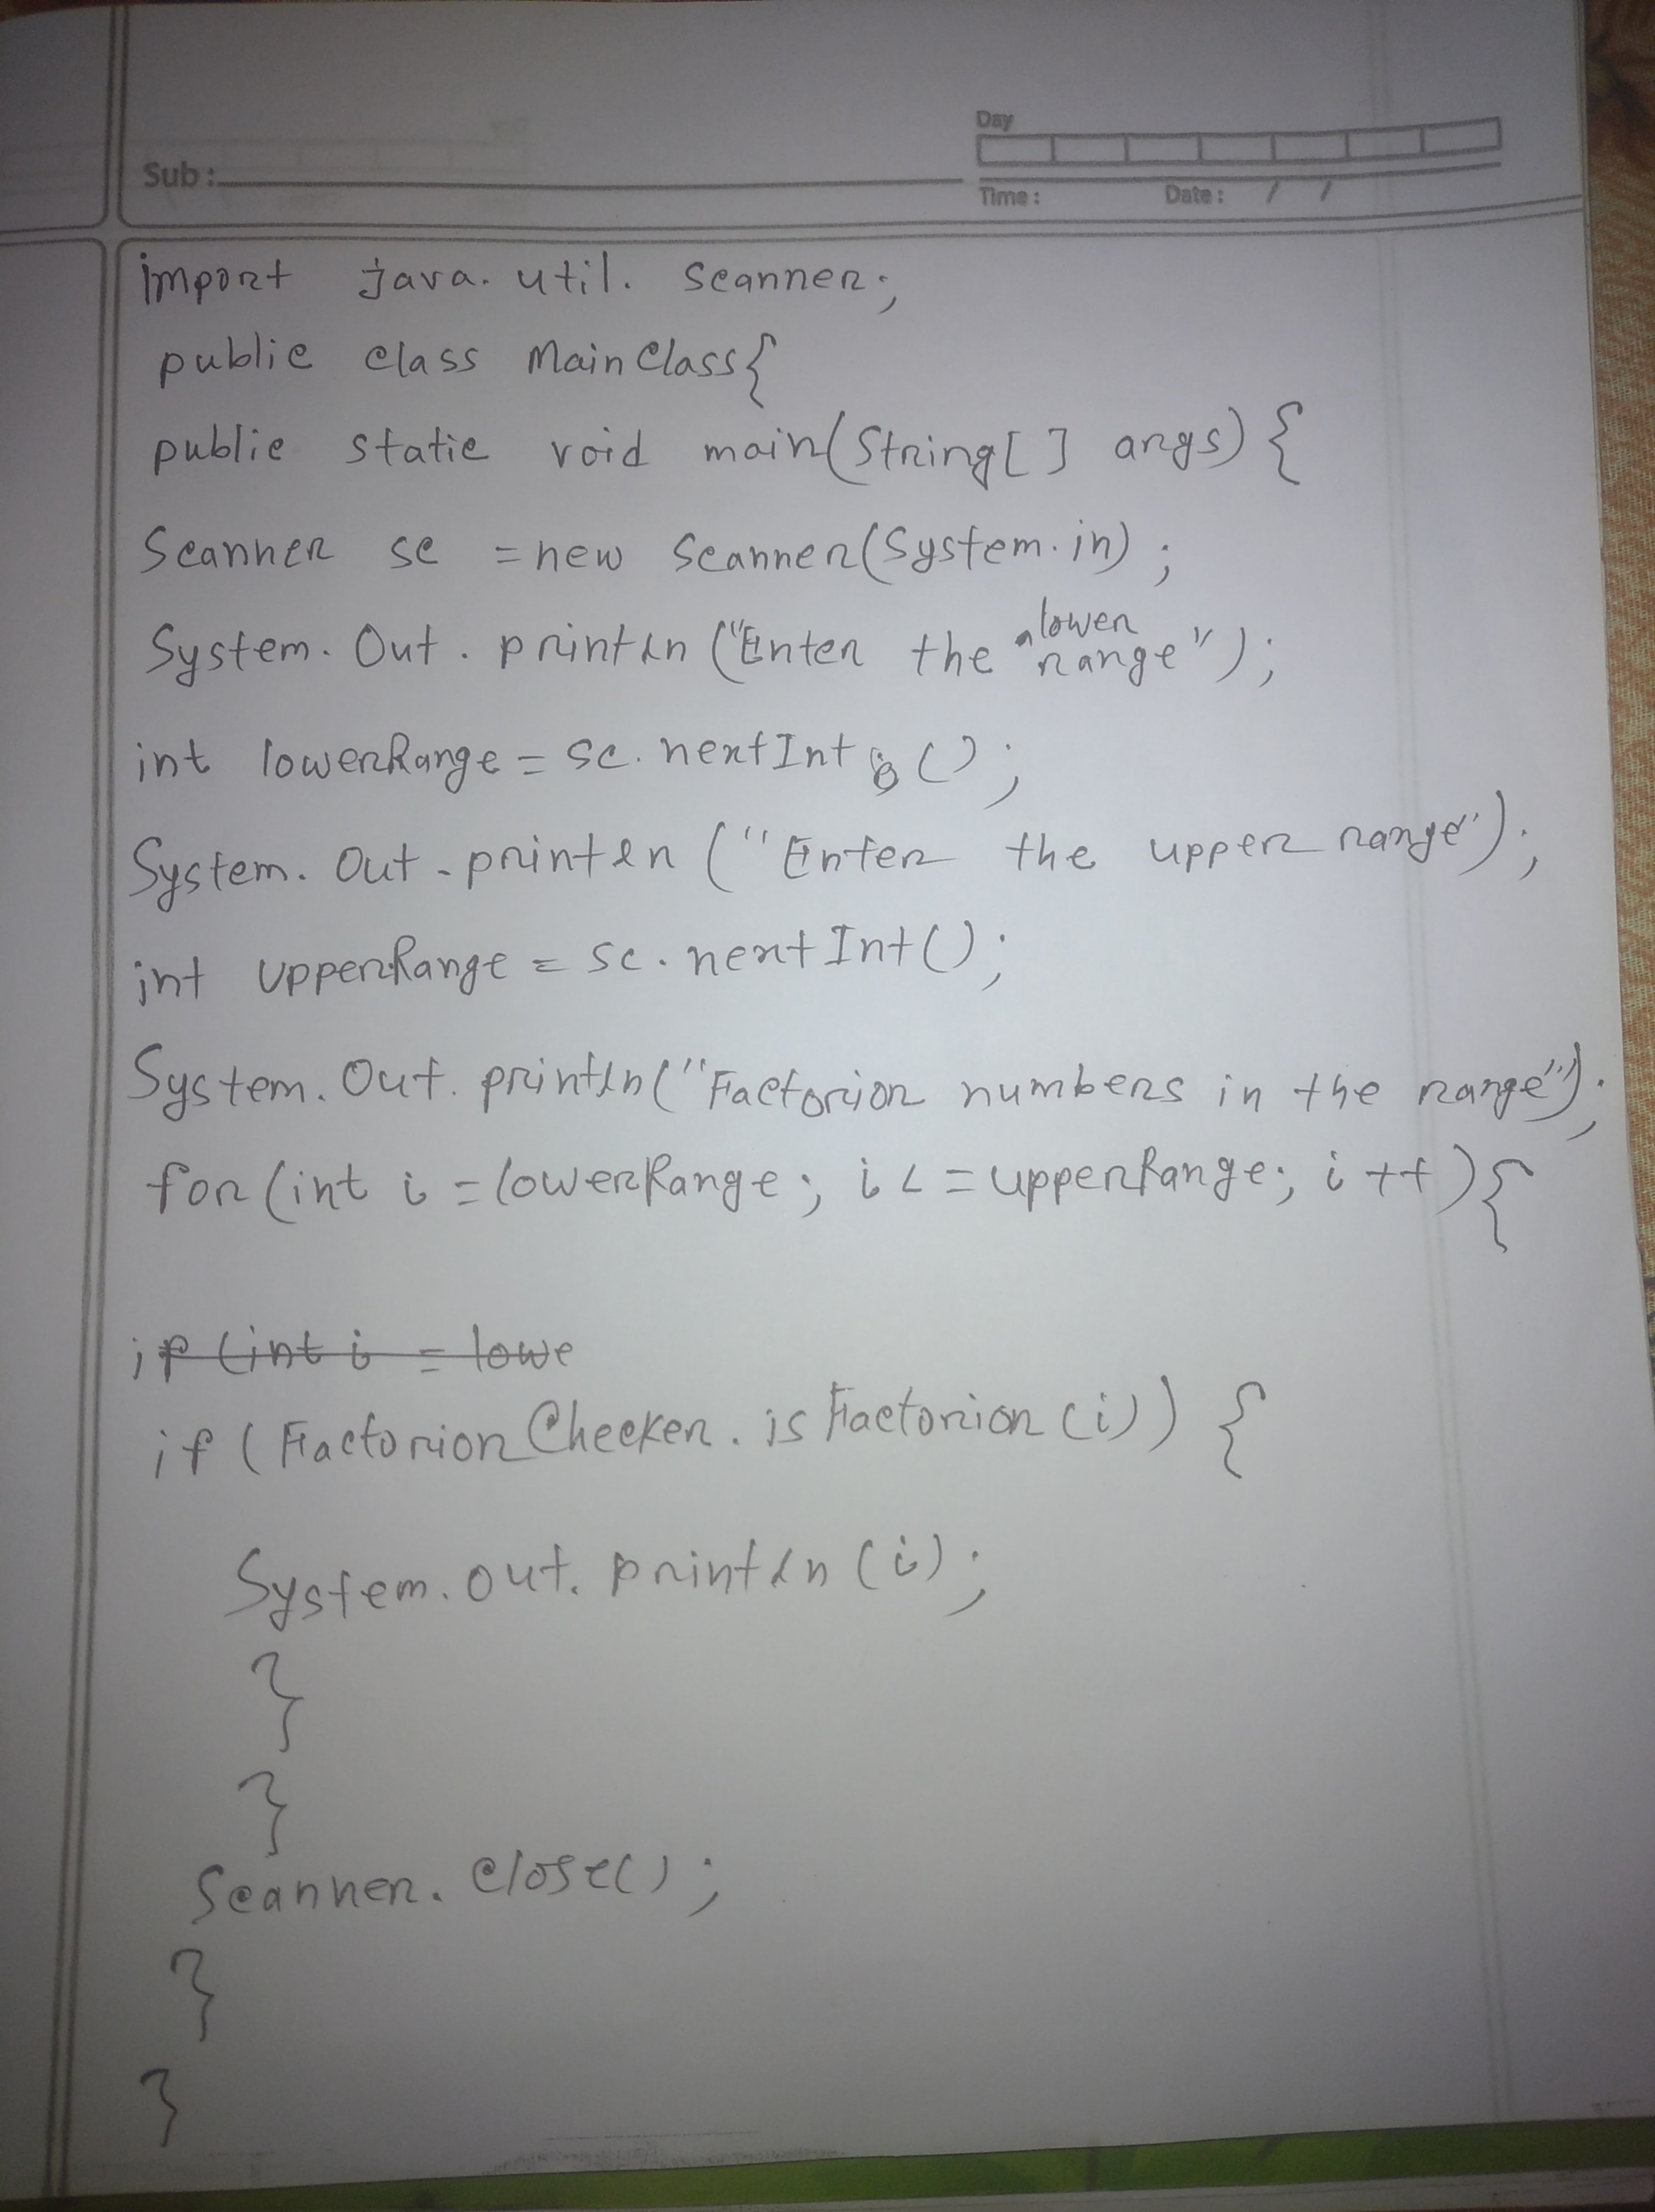 Day
Sub:
Time: Date: / /
import java.util.scanner;
public class MainClass{
public static void main(String[] args){
Scanner sc = new Scanner(System.in);
System.Out.println("Enter the lower range");
int lowerRange = sc.nextInt();
System.Out.println("Enter the upper range");
int upperRange = sc.nextInt();
System.Out.println("Factorion numbers in the range");
for(int i = lowerRange; i <= upperRange; i++){
if (int i = lowe
if (FactorionChecker.isFactorion(i)) {
System.out.println(i);
}
}
Scanner.close();
}
}